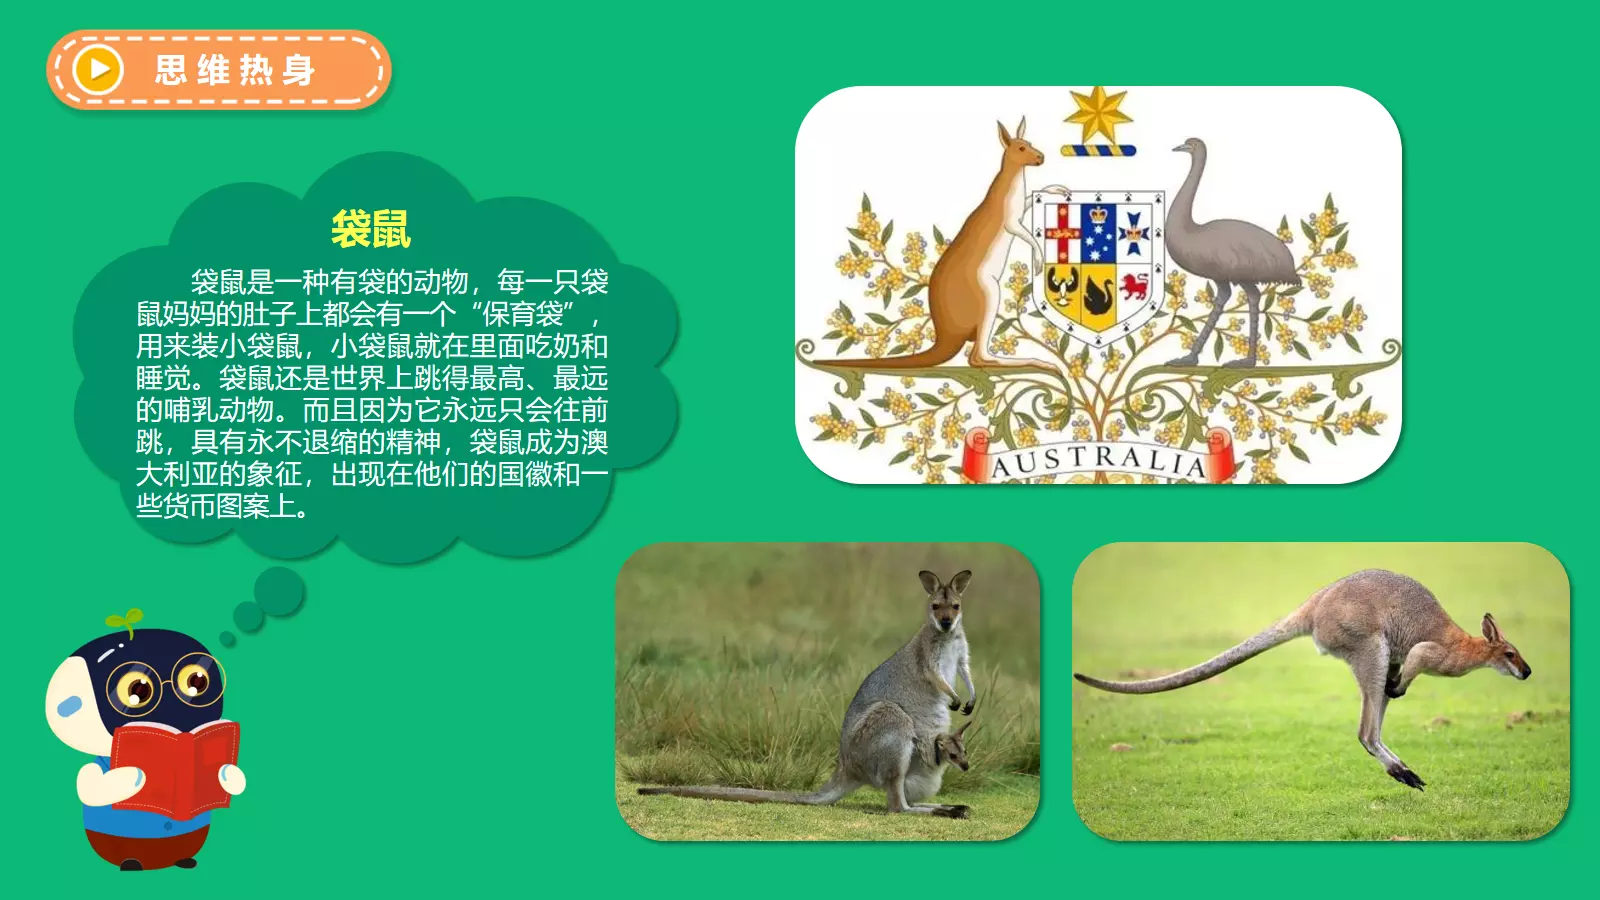 思维热身
袋鼠
袋鼠是一种有袋的动物，每一只袋
鼠妈妈的肚子上都会有一个“保育袋”，
用来装小袋鼠，小袋鼠就在里面吃奶和
睡觉。袋鼠还是世界上跳得最高、最远
的哺乳动物。而且因为它永远只会往前
跳，具有永不退缩的精神，袋鼠成为澳
大利亚的象征，出现在他们的国徽和一
些货币图案上。
AUSTRALIA